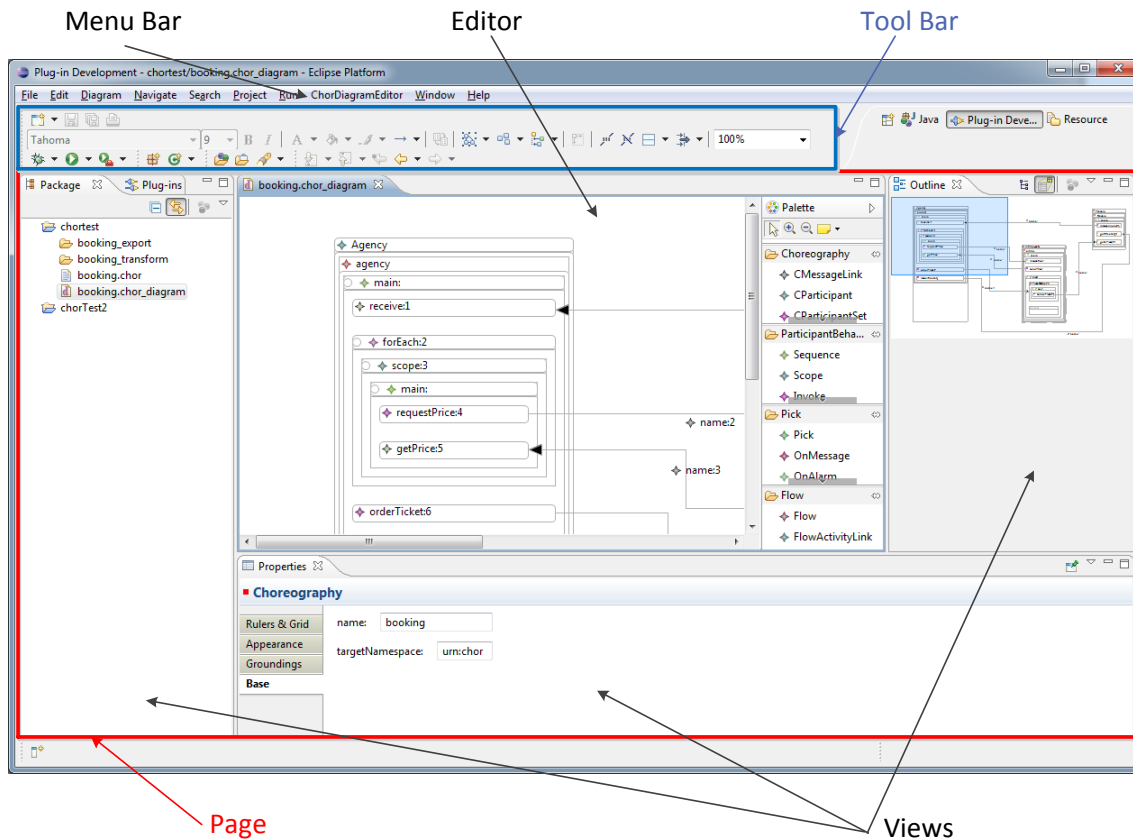 Menu Bar Editor Tool Bar
Plug-in Development - chortest/booking.chor_diagram - Eclipse Platform
File Edit Diagram Navigate Search Project Run ChorDiagramEditor Window Help
Java Plug-in Deve... Resource
Tahoma 9 B I A 100%
Package Plug-ins
chortest
booking_export
booking_transform
booking.chor
booking.chor_diagram
chorTest2
booking.chor_diagram
Agency
agency
main:
receive:1
forEach:2
scope:3
main:
requestPrice:4
getPrice:5
orderTicket:6
name:2
name:3
Palette
Choreography
CMessageLink
CParticipant
CParticipantSet
ParticipantBeha...
Sequence
Scope
Invoke
Pick
Pick
OnMessage
OnAlarm
Flow
Flow
FlowActivityLink
Outline
Properties
Choreography
Rulers & Grid
Appearance
Groundings
Base
name: booking
targetNamespace: urn:chor
Page
Views